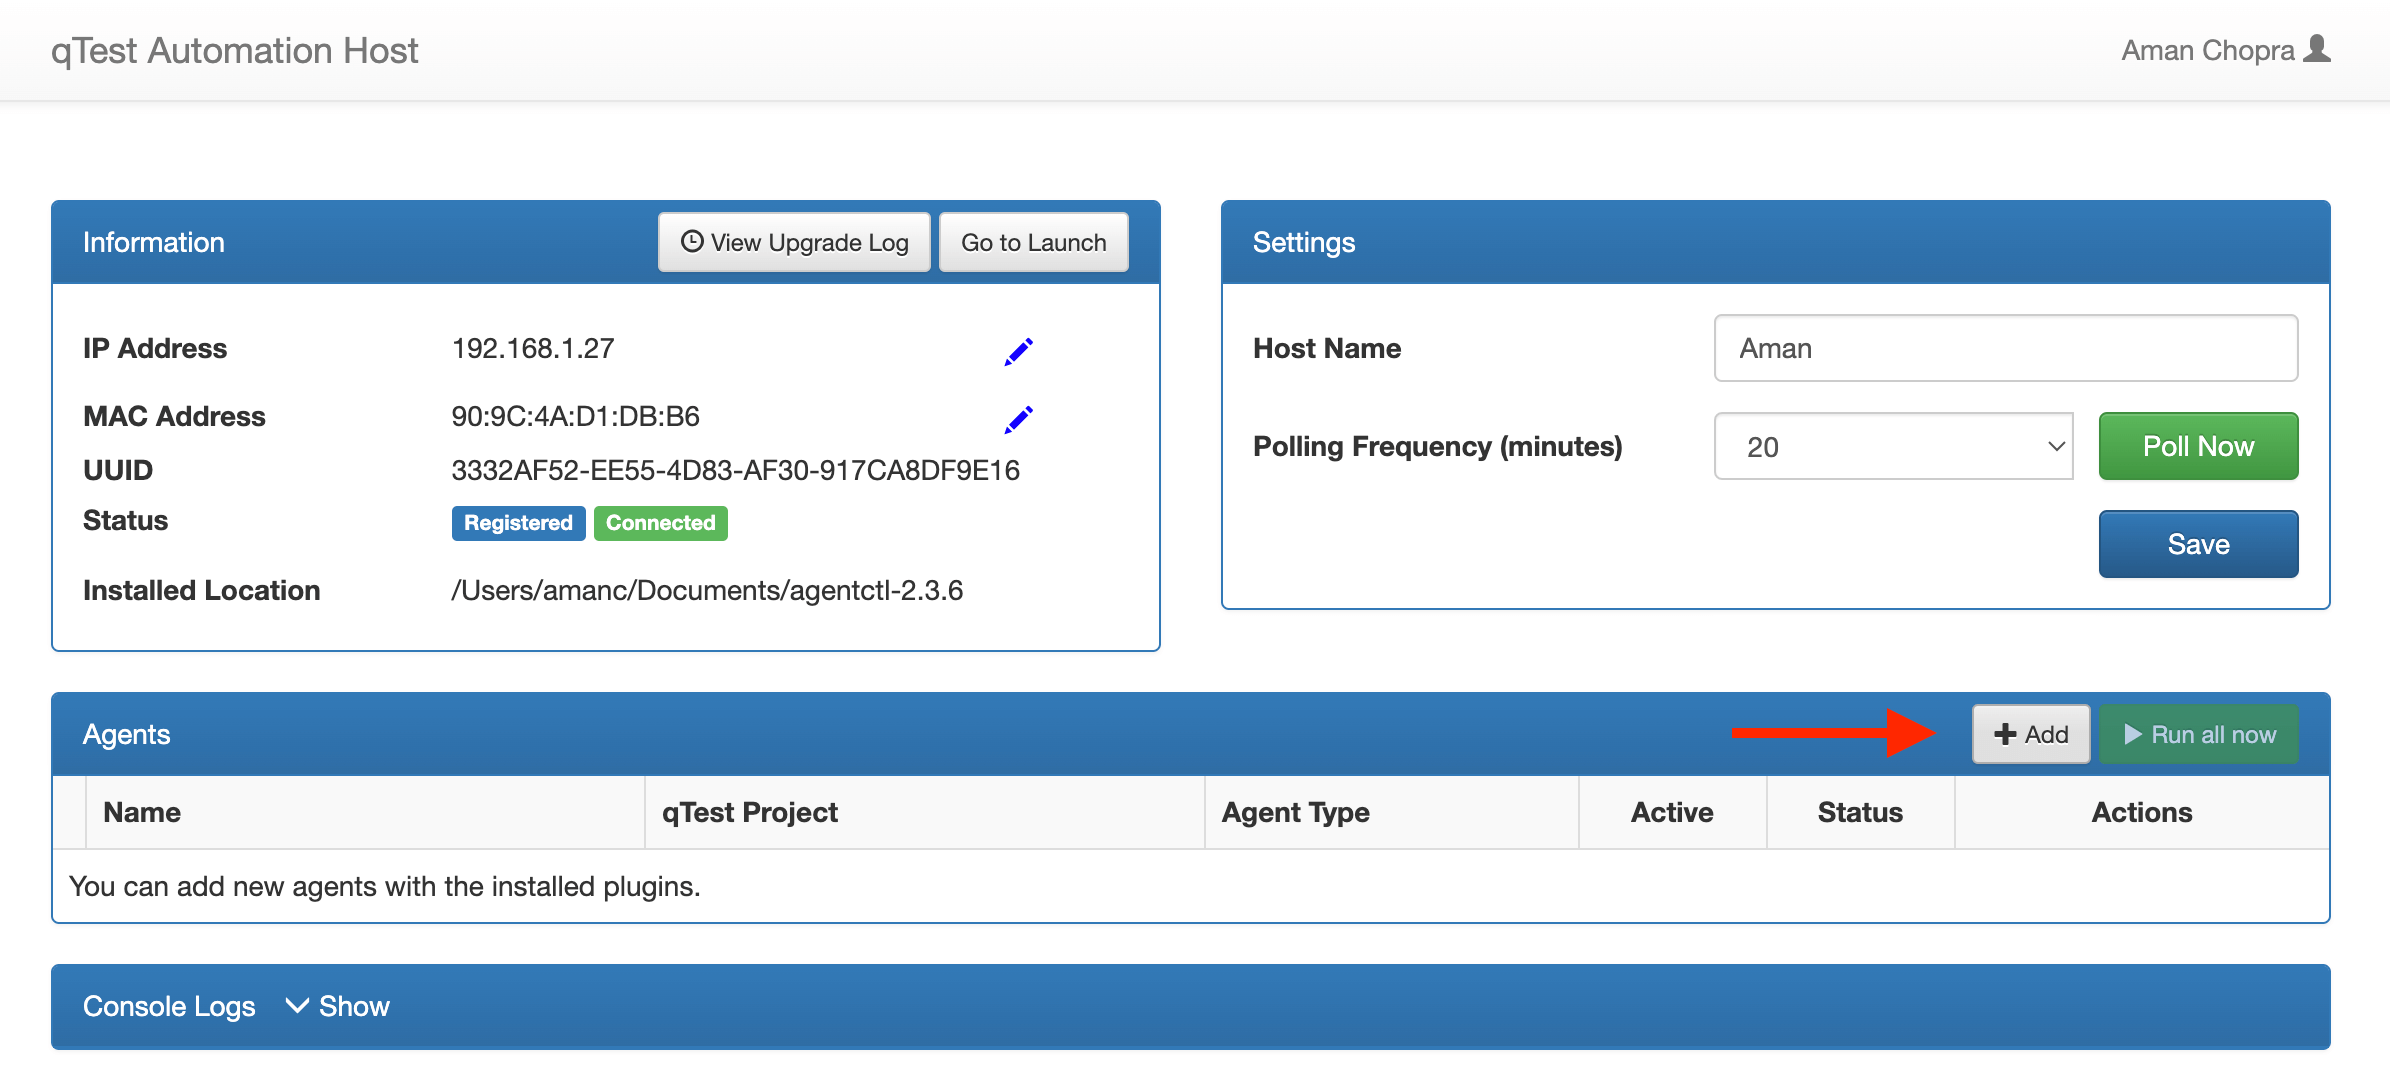 qTest Automation Host
Aman Chopra
Information
View Upgrade Log
Go to Launch
IP Address 192.168.1.27
MAC Address 90:9C:4A:D1:DB:B6
UUID 3332AF52-EE55-4D83-AF30-917CA8DF9E16
Status Registered Connected
Installed Location /Users/amanc/Documents/agentctl-2.3.6
Settings
Host Name Aman
Polling Frequency (minutes) 20 Poll Now
Save
Agents
Add
Run all now
Name qTest Project Agent Type Active Status Actions
You can add new agents with the installed plugins.
Console Logs Show